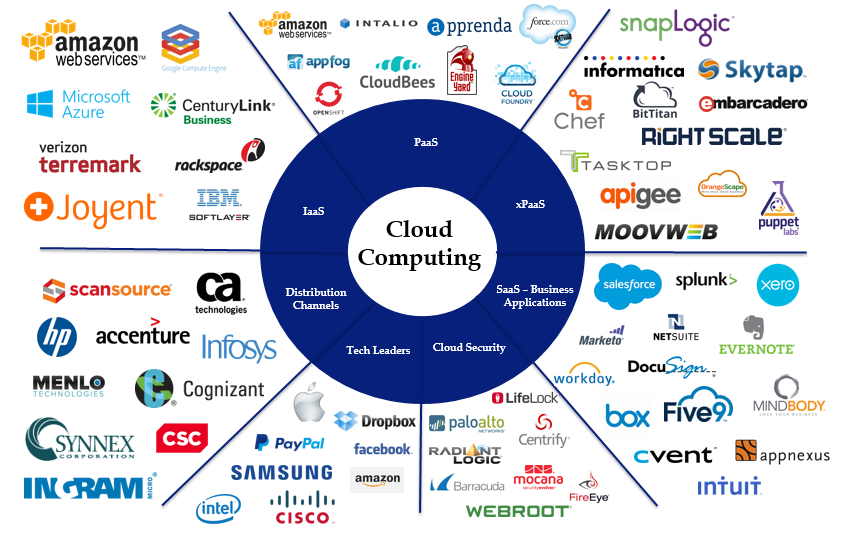 amazon
web services™
Google Compute Engine
Microsoft
Azure
CenturyLink®
Business
verizon
terremark
rackspace
Joyent
IBM
SOFTLAYER
amazon
web services™
INTALIO
apprenda
force.com
appfog
CloudBees
Engine
Yard
CLOUD
FOUNDRY
OPENSHIFT
snapLogic
informatica
Skytap
Chef
BitTitan
embarcadero
RIGHT SCALE
TASKTOP
apigee
OrangeScape
puppet
labs
MOOVWEB
PaaS
IaaS
xPaaS
Cloud
Computing
Distribution
Channels
SaaS – Business
Applications
Tech Leaders
Cloud Security
scansource
ca
technologies
hp
accenture
Infosys
MENLO
TECHNOLOGIES
Cognizant
SYNNEX
CORPORATION
CSC
INGRAM
MICRO
Dropbox
PayPal
facebook
SAMSUNG
amazon
intel
CISCO
LifeLock
paloalto
NETWORKS
Centrify
RADIANT
LOGIC
Barracuda
mocana
FireEye
WEBROOT
salesforce
splunk>
xero
Marketo
NETSUITE
EVERNOTE
workday
DocuSign
box
Five9
MINDBODY
LOVE YOUR BUSINESS
cvent
appnexus
intuit